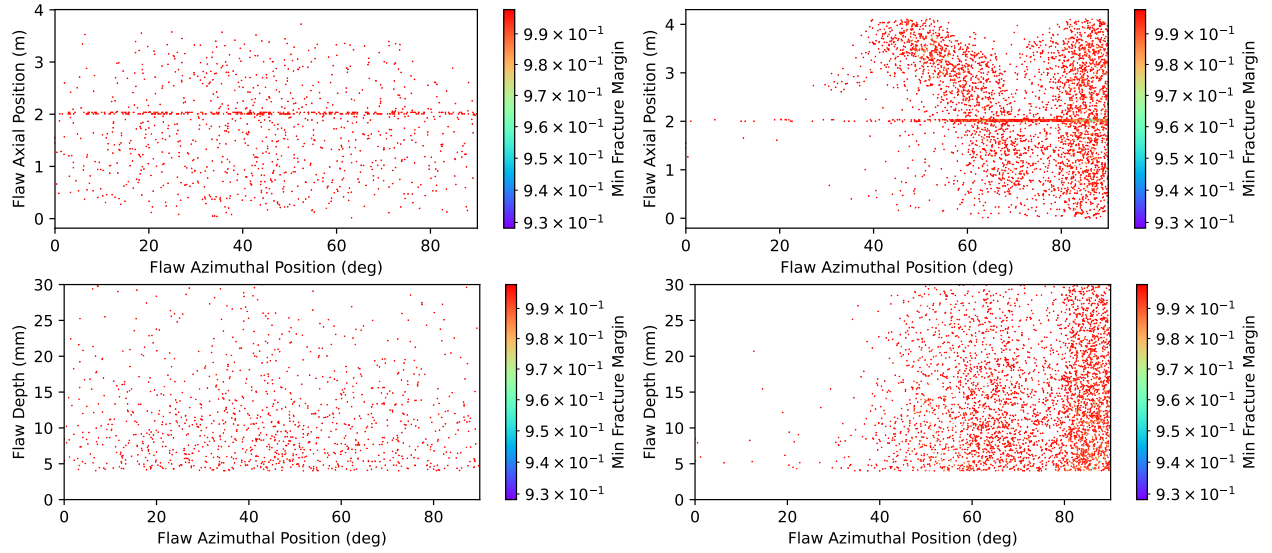 4
3
2
1
0
Flaw Axial Position (m)
0 20 40 60 80
Flaw Azimuthal Position (deg)
9.9 × 10⁻¹
9.8 × 10⁻¹
9.7 × 10⁻¹
9.6 × 10⁻¹
9.5 × 10⁻¹
9.4 × 10⁻¹
9.3 × 10⁻¹
Min Fracture Margin
4
3
2
1
0
Flaw Axial Position (m)
0 20 40 60 80
Flaw Azimuthal Position (deg)
9.9 × 10⁻¹
9.8 × 10⁻¹
9.7 × 10⁻¹
9.6 × 10⁻¹
9.5 × 10⁻¹
9.4 × 10⁻¹
9.3 × 10⁻¹
Min Fracture Margin
30
25
20
15
10
5
0
Flaw Depth (mm)
0 20 40 60 80
Flaw Azimuthal Position (deg)
9.9 × 10⁻¹
9.8 × 10⁻¹
9.7 × 10⁻¹
9.6 × 10⁻¹
9.5 × 10⁻¹
9.4 × 10⁻¹
9.3 × 10⁻¹
Min Fracture Margin
30
25
20
15
10
5
0
Flaw Depth (mm)
0 20 40 60 80
Flaw Azimuthal Position (deg)
9.9 × 10⁻¹
9.8 × 10⁻¹
9.7 × 10⁻¹
9.6 × 10⁻¹
9.5 × 10⁻¹
9.4 × 10⁻¹
9.3 × 10⁻¹
Min Fracture Margin